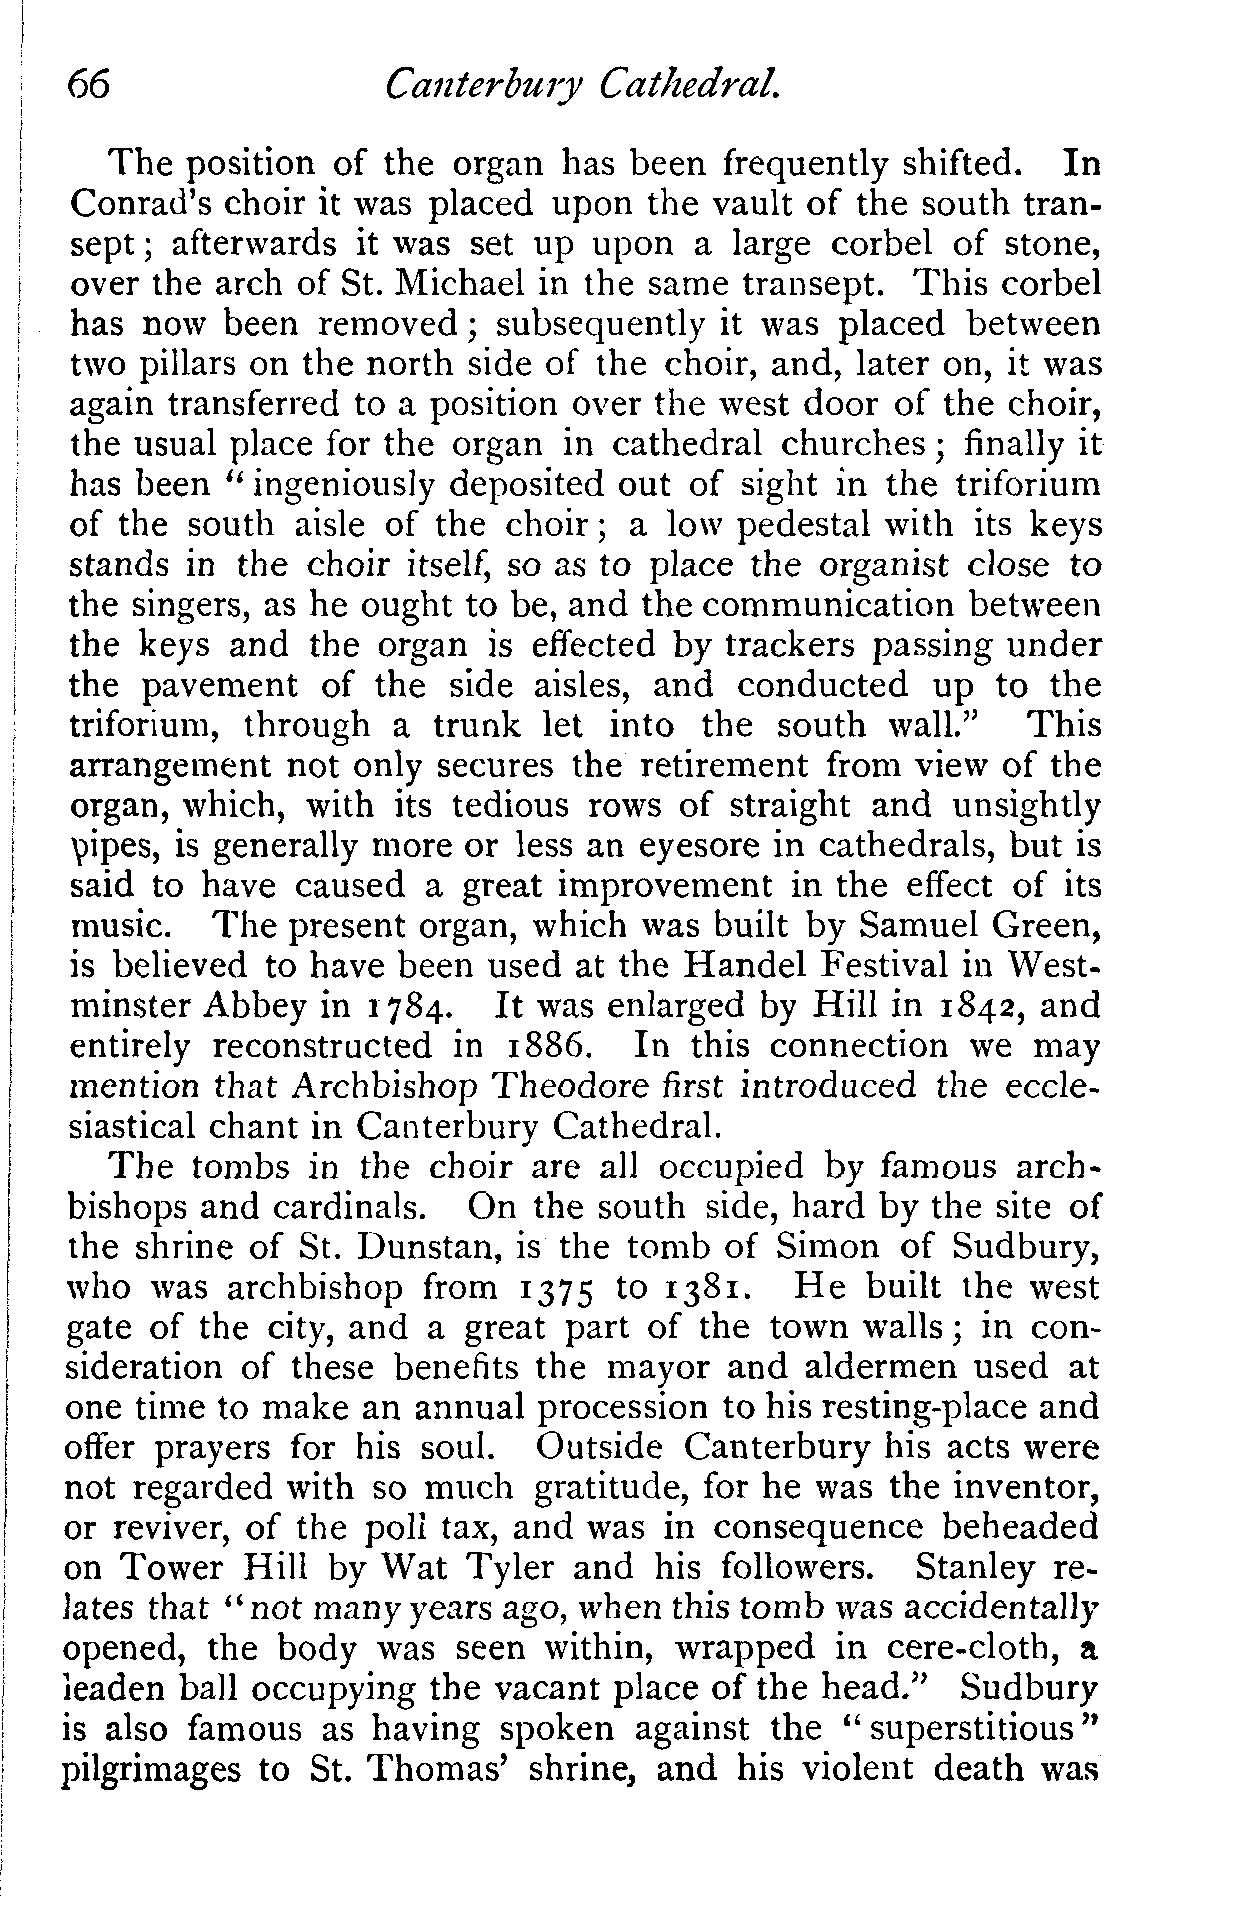 66 Canterbury Cathedral.
The position of the organ has been frequently shifted. In
Conrad's choir it was placed upon the vault of the south tran-
sept; afterwards it was set up upon a large corbel of stone,
over the arch of St. Michael in the same transept. This corbel
has now been removed; subsequently it was placed between
two pillars on the north side of the choir, and, later on, it was
again transferred to a position over the west door of the choir,
the usual place for the organ in cathedral churches; finally it
has been "ingeniously deposited out of sight in the triforium
of the south aisle of the choir; a low pedestal with its keys
stands in the choir itself, so as to place the organist close to
the singers, as he ought to be, and the communication between
the keys and the organ is effected by trackers passing under
the pavement of the side aisles, and conducted up to the
triforium, through a trunk let into the south wall." This
arrangement not only secures the retirement from view of the
organ, which, with its tedious rows of straight and unsightly
pipes, is generally more or less an eyesore in cathedrals, but is
said to have caused a great improvement in the effect of its
music. The present organ, which was built by Samuel Green,
is believed to have been used at the Handel Festival in West-
minster Abbey in 1784. It was enlarged by Hill in 1842, and
entirely reconstructed in 1886. In this connection we may
mention that Archbishop Theodore first introduced the eccle-
siastical chant in Canterbury Cathedral.
The tombs in the choir are all occupied by famous arch-
bishops and cardinals. On the south side, hard by the site of
the shrine of St. Dunstan, is the tomb of Simon of Sudbury,
who was archbishop from 1375 to 1381. He built the west
gate of the city, and a great part of the town walls; in con-
sideration of these benefits the mayor and aldermen used at
one time to make an annual procession to his resting-place and
offer prayers for his soul. Outside Canterbury his acts were
not regarded with so much gratitude, for he was the inventor,
or reviver, of the poll tax, and was in consequence beheaded
on Tower Hill by Wat Tyler and his followers. Stanley re-
lates that "not many years ago, when this tomb was accidentally
opened, the body was seen within, wrapped in cere-cloth, a
leaden ball occupying the vacant place of the head." Sudbury
is also famous as having spoken against the "superstitious"
pilgrimages to St. Thomas' shrine, and his violent death was